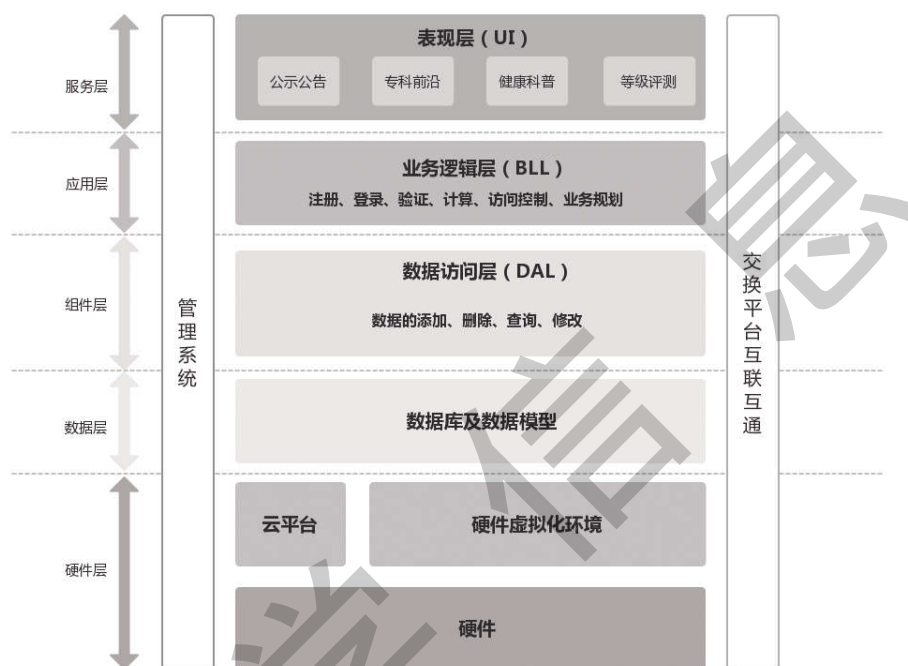 表现层（UI）
公示公告
专科前沿
健康科普
等级评测
服务层
业务逻辑层（BLL）
注册、登录、验证、计算、访问控制、业务规划
应用层
数据访问层（DAL）
数据的添加、删除、查询、修改
组件层
管理系统
交换平台互联互通
数据库及数据模型
数据层
云平台
硬件虚拟化环境
硬件层
硬件
学信息